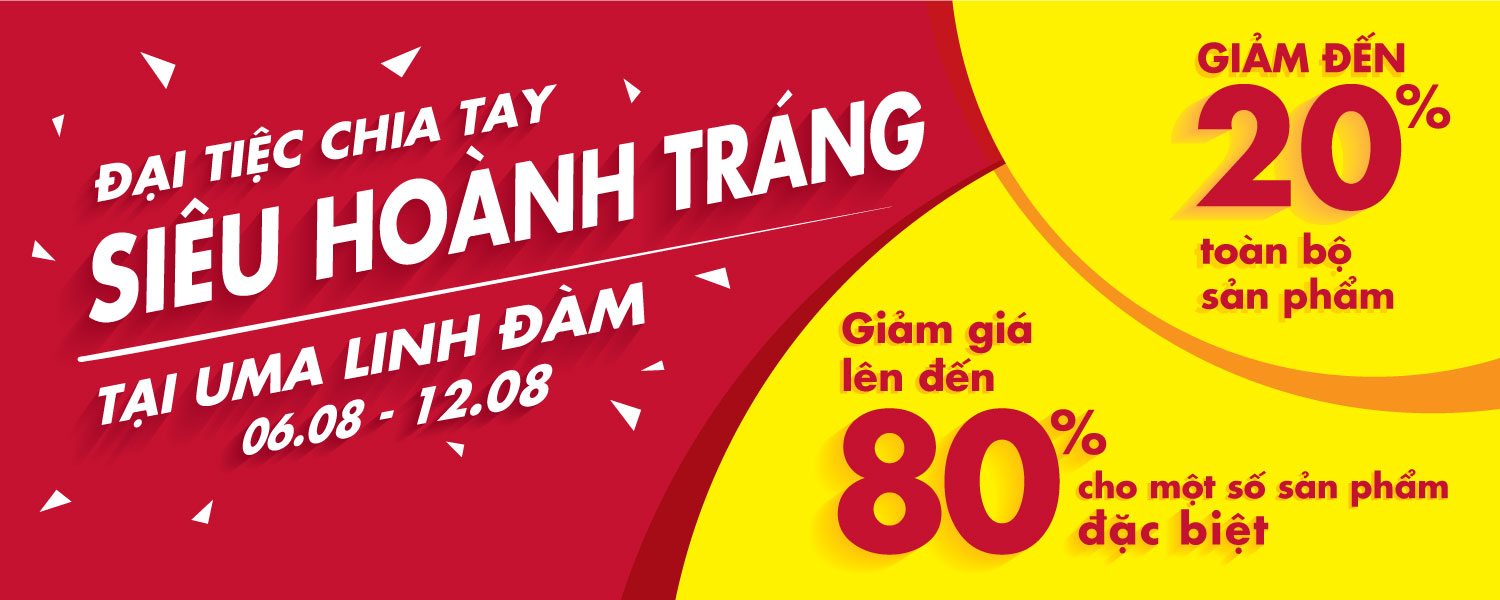 ĐẠI TIỆC CHIA TAY
SIÊU HOÀNH TRÁNG
TẠI UMA LINH ĐÀM
06.08 - 12.08
GIẢM ĐẾN
20%
toàn bộ
sản phẩm
Giảm giá
lên đến
80%
cho một số sản phẩm
đặc biệt